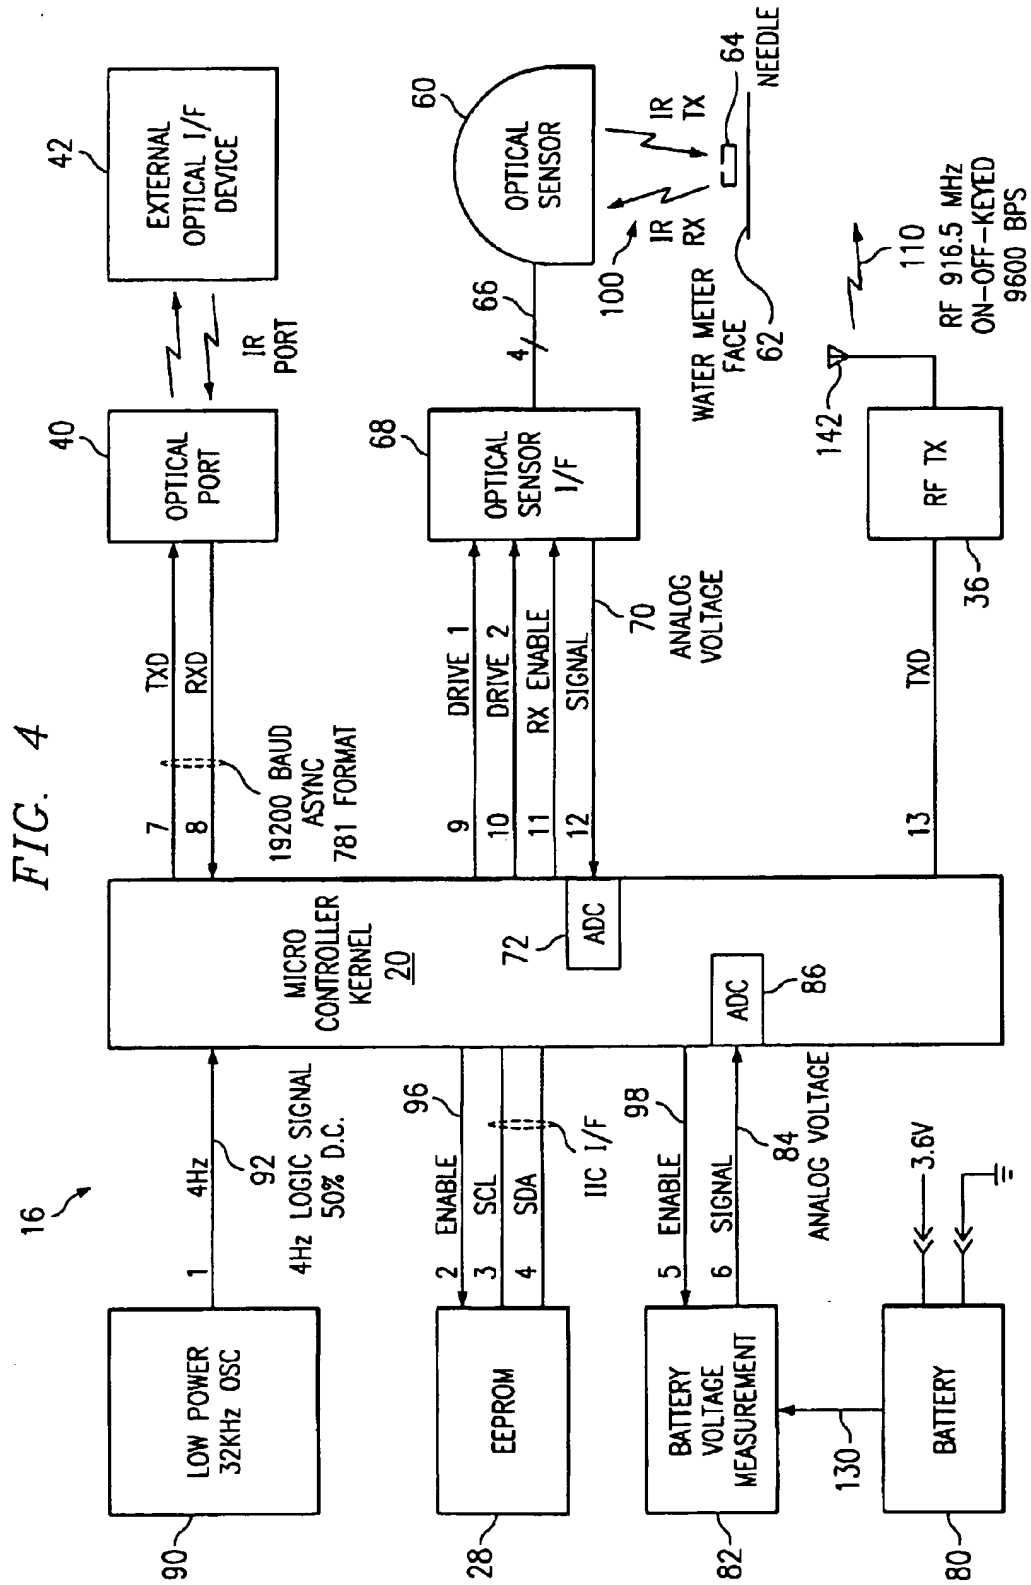 FIG. 4
16
LOW POWER
32KHz OSC
90
1
4Hz
92
4Hz LOGIC SIGNAL
50% D.C.
EEPROM
28
2
ENABLE
96
3
SCL
4
SDA
IIC I/F
BATTERY
VOLTAGE
MEASUREMENT
82
5
ENABLE
98
6
SIGNAL
84
ANALOG VOLTAGE
BATTERY
80
130
3.6V
MICRO
CONTROLLER
KERNEL
20
72
ADC
ADC
86
7
TXD
8
RXD
19200 BAUD
ASYNC
781 FORMAT
OPTICAL
PORT
40
IR
PORT
EXTERNAL
OPTICAL I/F
DEVICE
42
9
DRIVE 1
10
DRIVE 2
11
RX ENABLE
12
SIGNAL
70
ANALOG
VOLTAGE
OPTICAL
SENSOR
I/F
68
4
66
OPTICAL
SENSOR
60
IR
TX
IR
RX
100
64
NEEDLE
WATER METER
FACE
62
13
TXD
RF TX
36
142
110
RF 916.5 MHz
ON-OFF-KEYED
9600 BPS